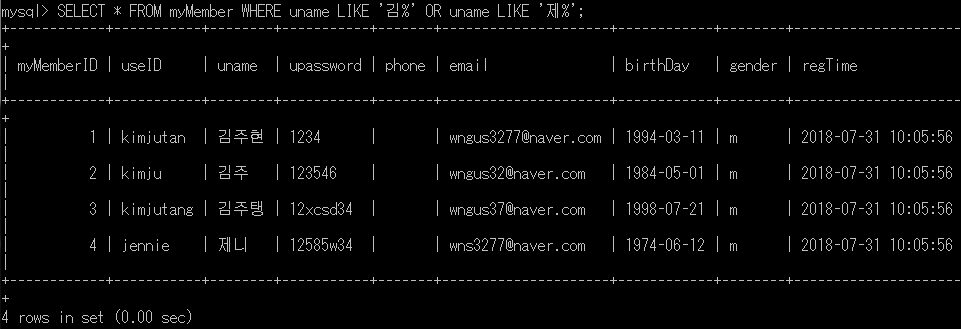 mysql> SELECT * FROM myMember WHERE uname LIKE '김%' OR uname LIKE '제%';
+------------+-----------+--------+-----------+-------+--------------------+------------+--------+---------------------
+
| myMemberID | useID     | uname  | upassword | phone | email              | birthDay   | gender | regTime
|
+------------+-----------+--------+-----------+-------+--------------------+------------+--------+---------------------
+
|          1 | kimjutan  | 김주현 | 1234      |       | wngus3277@naver.com | 1994-03-11 | m      | 2018-07-31 10:05:56
|
|          2 | kimju     | 김주   | 123546    |       | wngus32@naver.com  | 1984-05-01 | m      | 2018-07-31 10:05:56
|
|          3 | kimjutang | 김주탱 | 12xcsd34  |       | wngus37@naver.com  | 1998-07-21 | m      | 2018-07-31 10:05:56
|
|          4 | jennie    | 제니   | 12585w34  |       | wns3277@naver.com  | 1974-06-12 | m      | 2018-07-31 10:05:56
|
+------------+-----------+--------+-----------+-------+--------------------+------------+--------+---------------------
+
4 rows in set (0.00 sec)